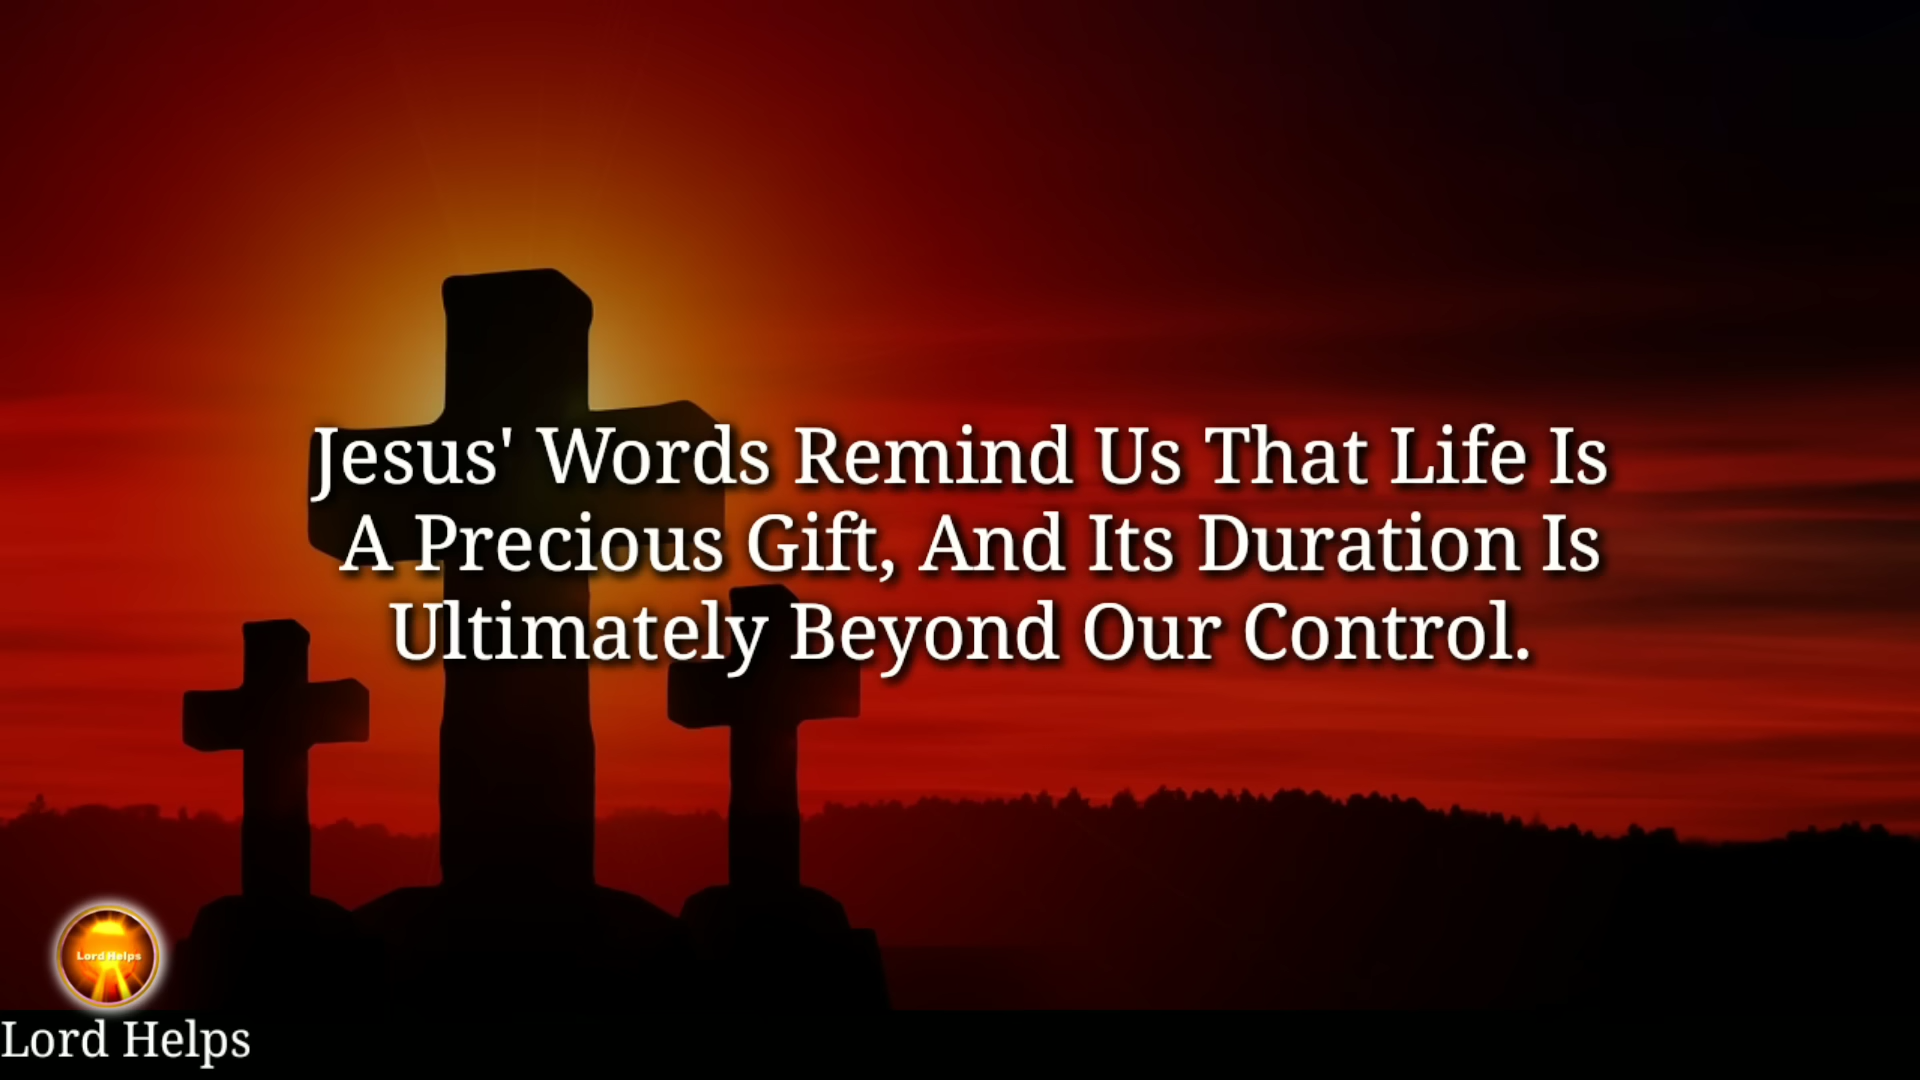 Jesus' Words Remind Us That Life Is
A Precious Gift, And Its Duration Is
Ultimately Beyond Our Control.
Lord Helps
Lord Helps